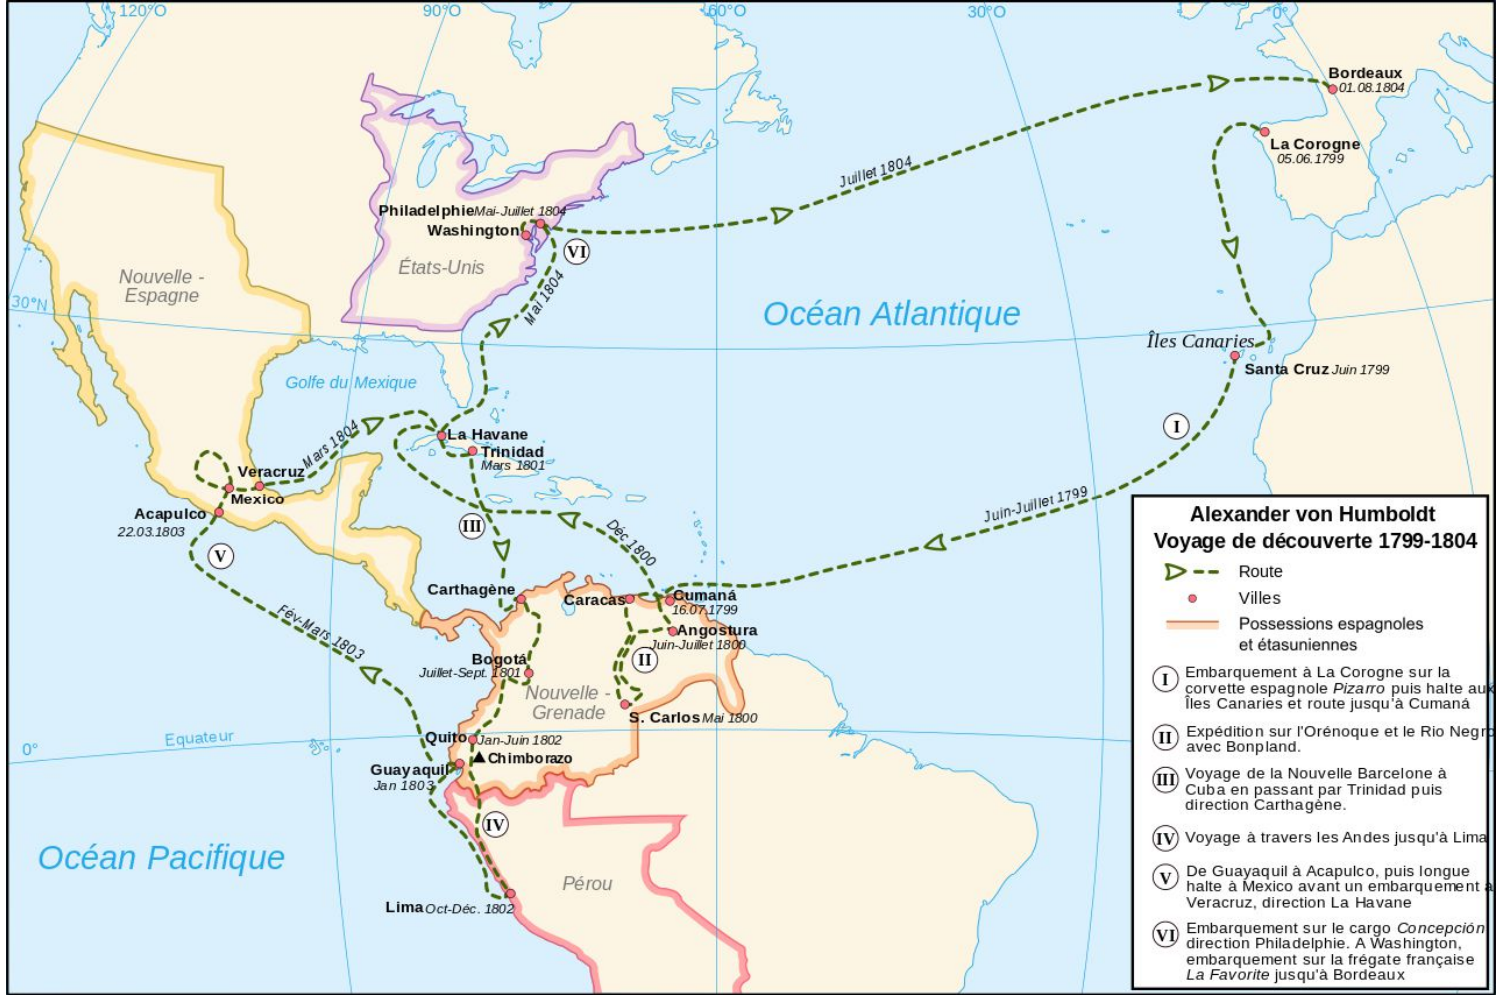 120°O
90°O
60°O
30°O
0°
Bordeaux
01.08.1804
La Corogne
05.06.1799
Juillet 1804
Philadelphie Mai-Juillet 1804
Washington
VI
États-Unis
Nouvelle -
Espagne
Mai 1804
30°N
Océan Atlantique
Îles Canaries
Santa Cruz Juin 1799
Golfe du Mexique
I
La Havane
Trinidad
Mars 1801
Mars 1804
Veracruz
Mexico
Acapulco
22.03.1803
V
III
Juin-Juillet 1799
Déc 1800
Carthagène
Caracas
Cumaná
16.07.1799
Angostura
Juin-Juillet 1800
II
Fév-Mars 1803
Bogotá
Juillet-Sept. 1801
Nouvelle -
Grenade
S. Carlos Mai 1800
Equateur
0°
Quito Jan-Juin 1802
Chimborazo
Guayaquil
Jan 1803
IV
Océan Pacifique
Pérou
Lima Oct-Déc. 1802
Alexander von Humboldt
Voyage de découverte 1799-1804
Route
Villes
Possessions espagnoles
et étasuniennes
I Embarquement à La Corogne sur la
corvette espagnole Pizarro puis halte aux
Îles Canaries et route jusqu'à Cumaná
II Expédition sur l'Orénoque et le Rio Negro
avec Bonpland.
III Voyage de la Nouvelle Barcelone à
Cuba en passant par Trinidad puis
direction Carthagène.
IV Voyage à travers les Andes jusqu'à Lima
V De Guayaquil à Acapulco, puis longue
halte à Mexico avant un embarquement à
Veracruz, direction La Havane
VI Embarquement sur le cargo Concepción
direction Philadelphie. A Washington,
embarquement sur la frégate française
La Favorite jusqu'à Bordeaux